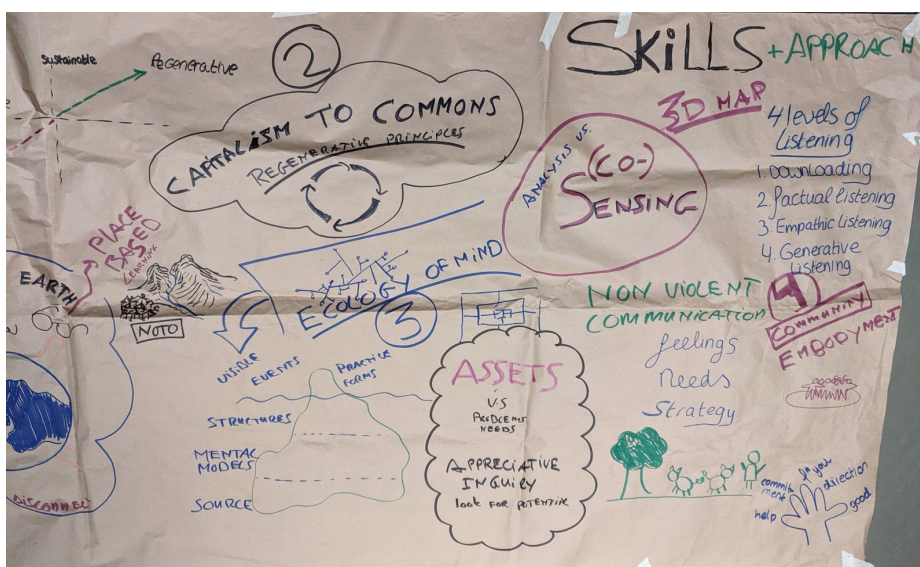 Sustainable
Regenerative
2
CAPITALISM TO COMMONS
REGENERATIVE PRINCIPLES
PLACE
BASED
LEARNING
EARTH
NOTO
DISCONNECT
ECOLOGY OF MIND
3
VISIBLE
EVENTS
PRACTICE
FORMS
STRUCTURES
MENTAL
MODELS
SOURCE
ASSETS
VS
PROBLEMS
NEEDS
APPRECIATIVE
INQUIRY
LOOK FOR POTENTIAL
SKILLS + APPROACH
3D MAP
ANALYSIS VS.
(CO-)
SENSING
4 levels of
Listening
1. Downloading
2. factual listening
3. Empathic Listening
4. Generative
Listening
NON VIOLENT
COMMUNICATION
feelings
Needs
Strategy
4
COMMUNITY
EMBODYMENT
help
commit
ment
direction
good